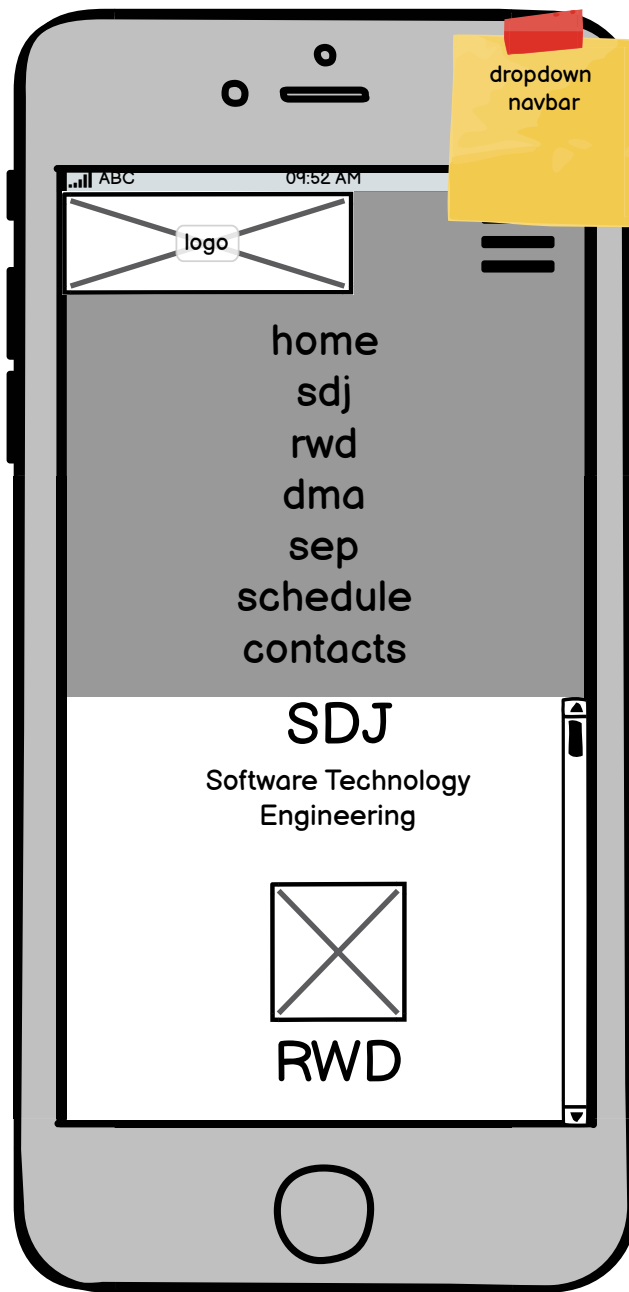 dropdown
navbar
ABC
09:52 AM
logo
home
sdj
rwd
dma
sep
schedule
contacts
SDJ
Software Technology
Engineering
RWD